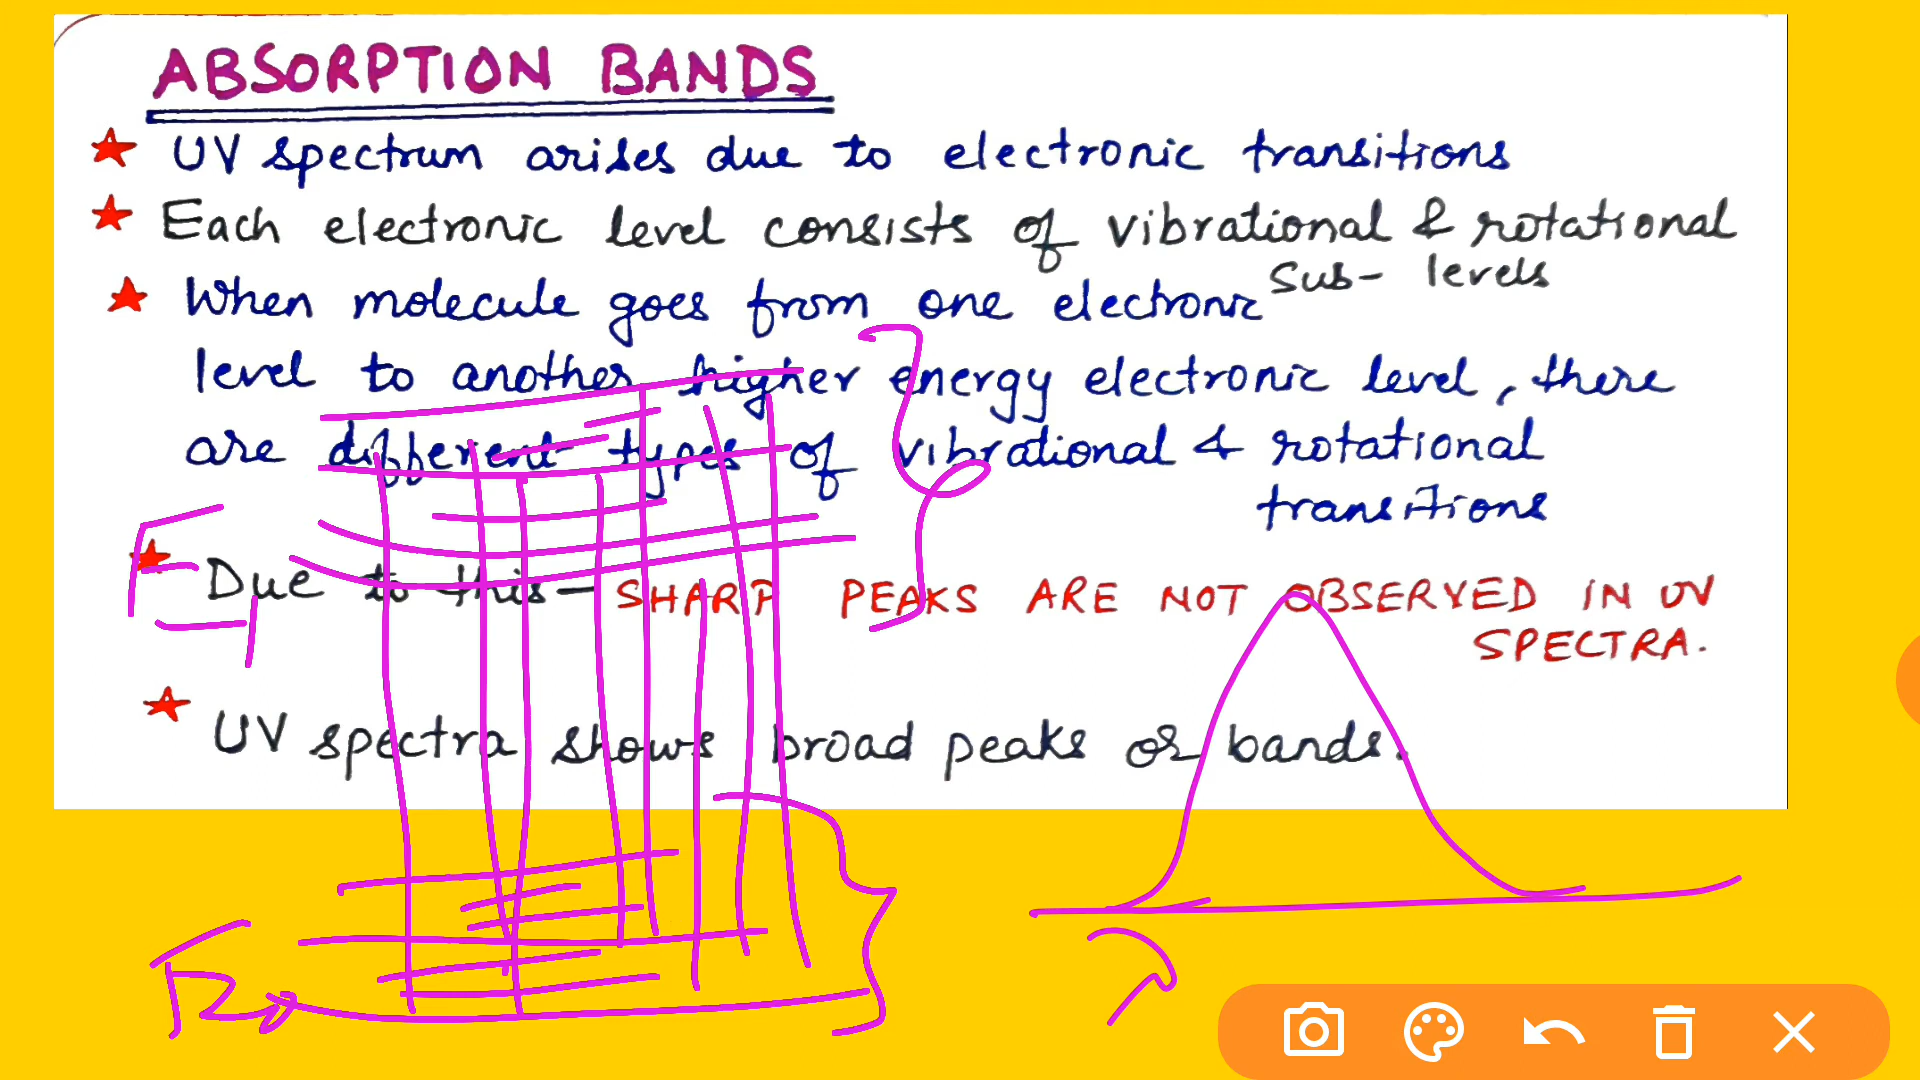 ABSORPTION BANDS
UV spectrum arises due to electronic transitions
Each electronic level consists of vibrational & rotational
sub- levels
When molecule goes from one electronic
level to another higher energy electronic level, there
are different types of vibrational & rotational
transitions
Due to this- SHARP PEAKS ARE NOT OBSERVED IN UV
SPECTRA.
UV spectra shows broad peaks or bands.